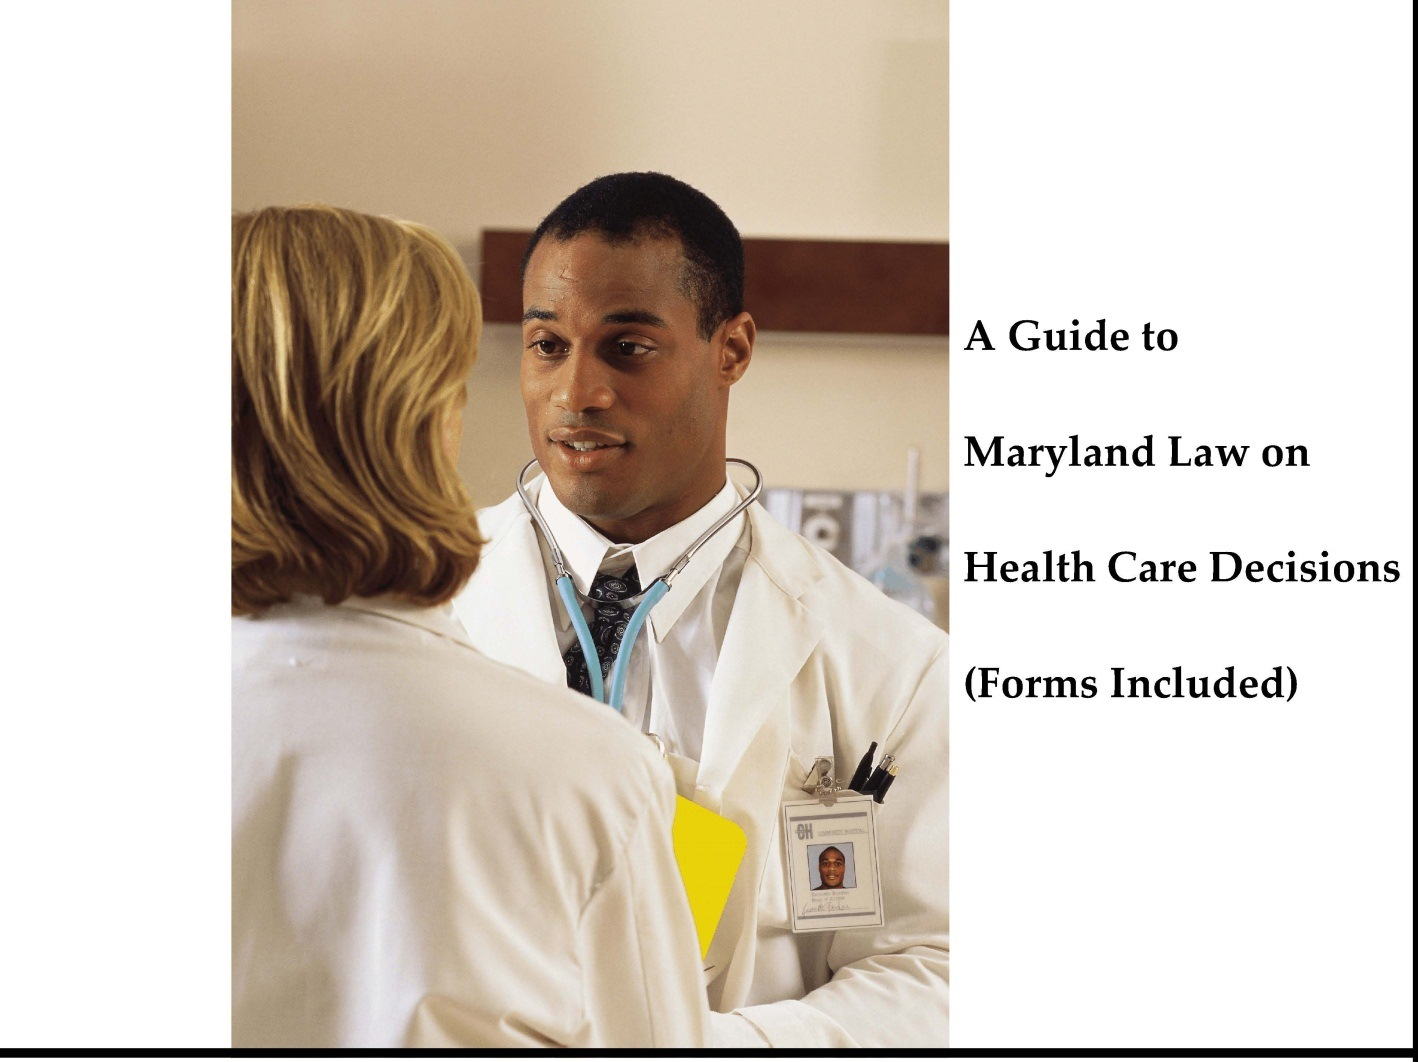 A Guide to
Maryland Law on
Health Care Decisions
(Forms Included)